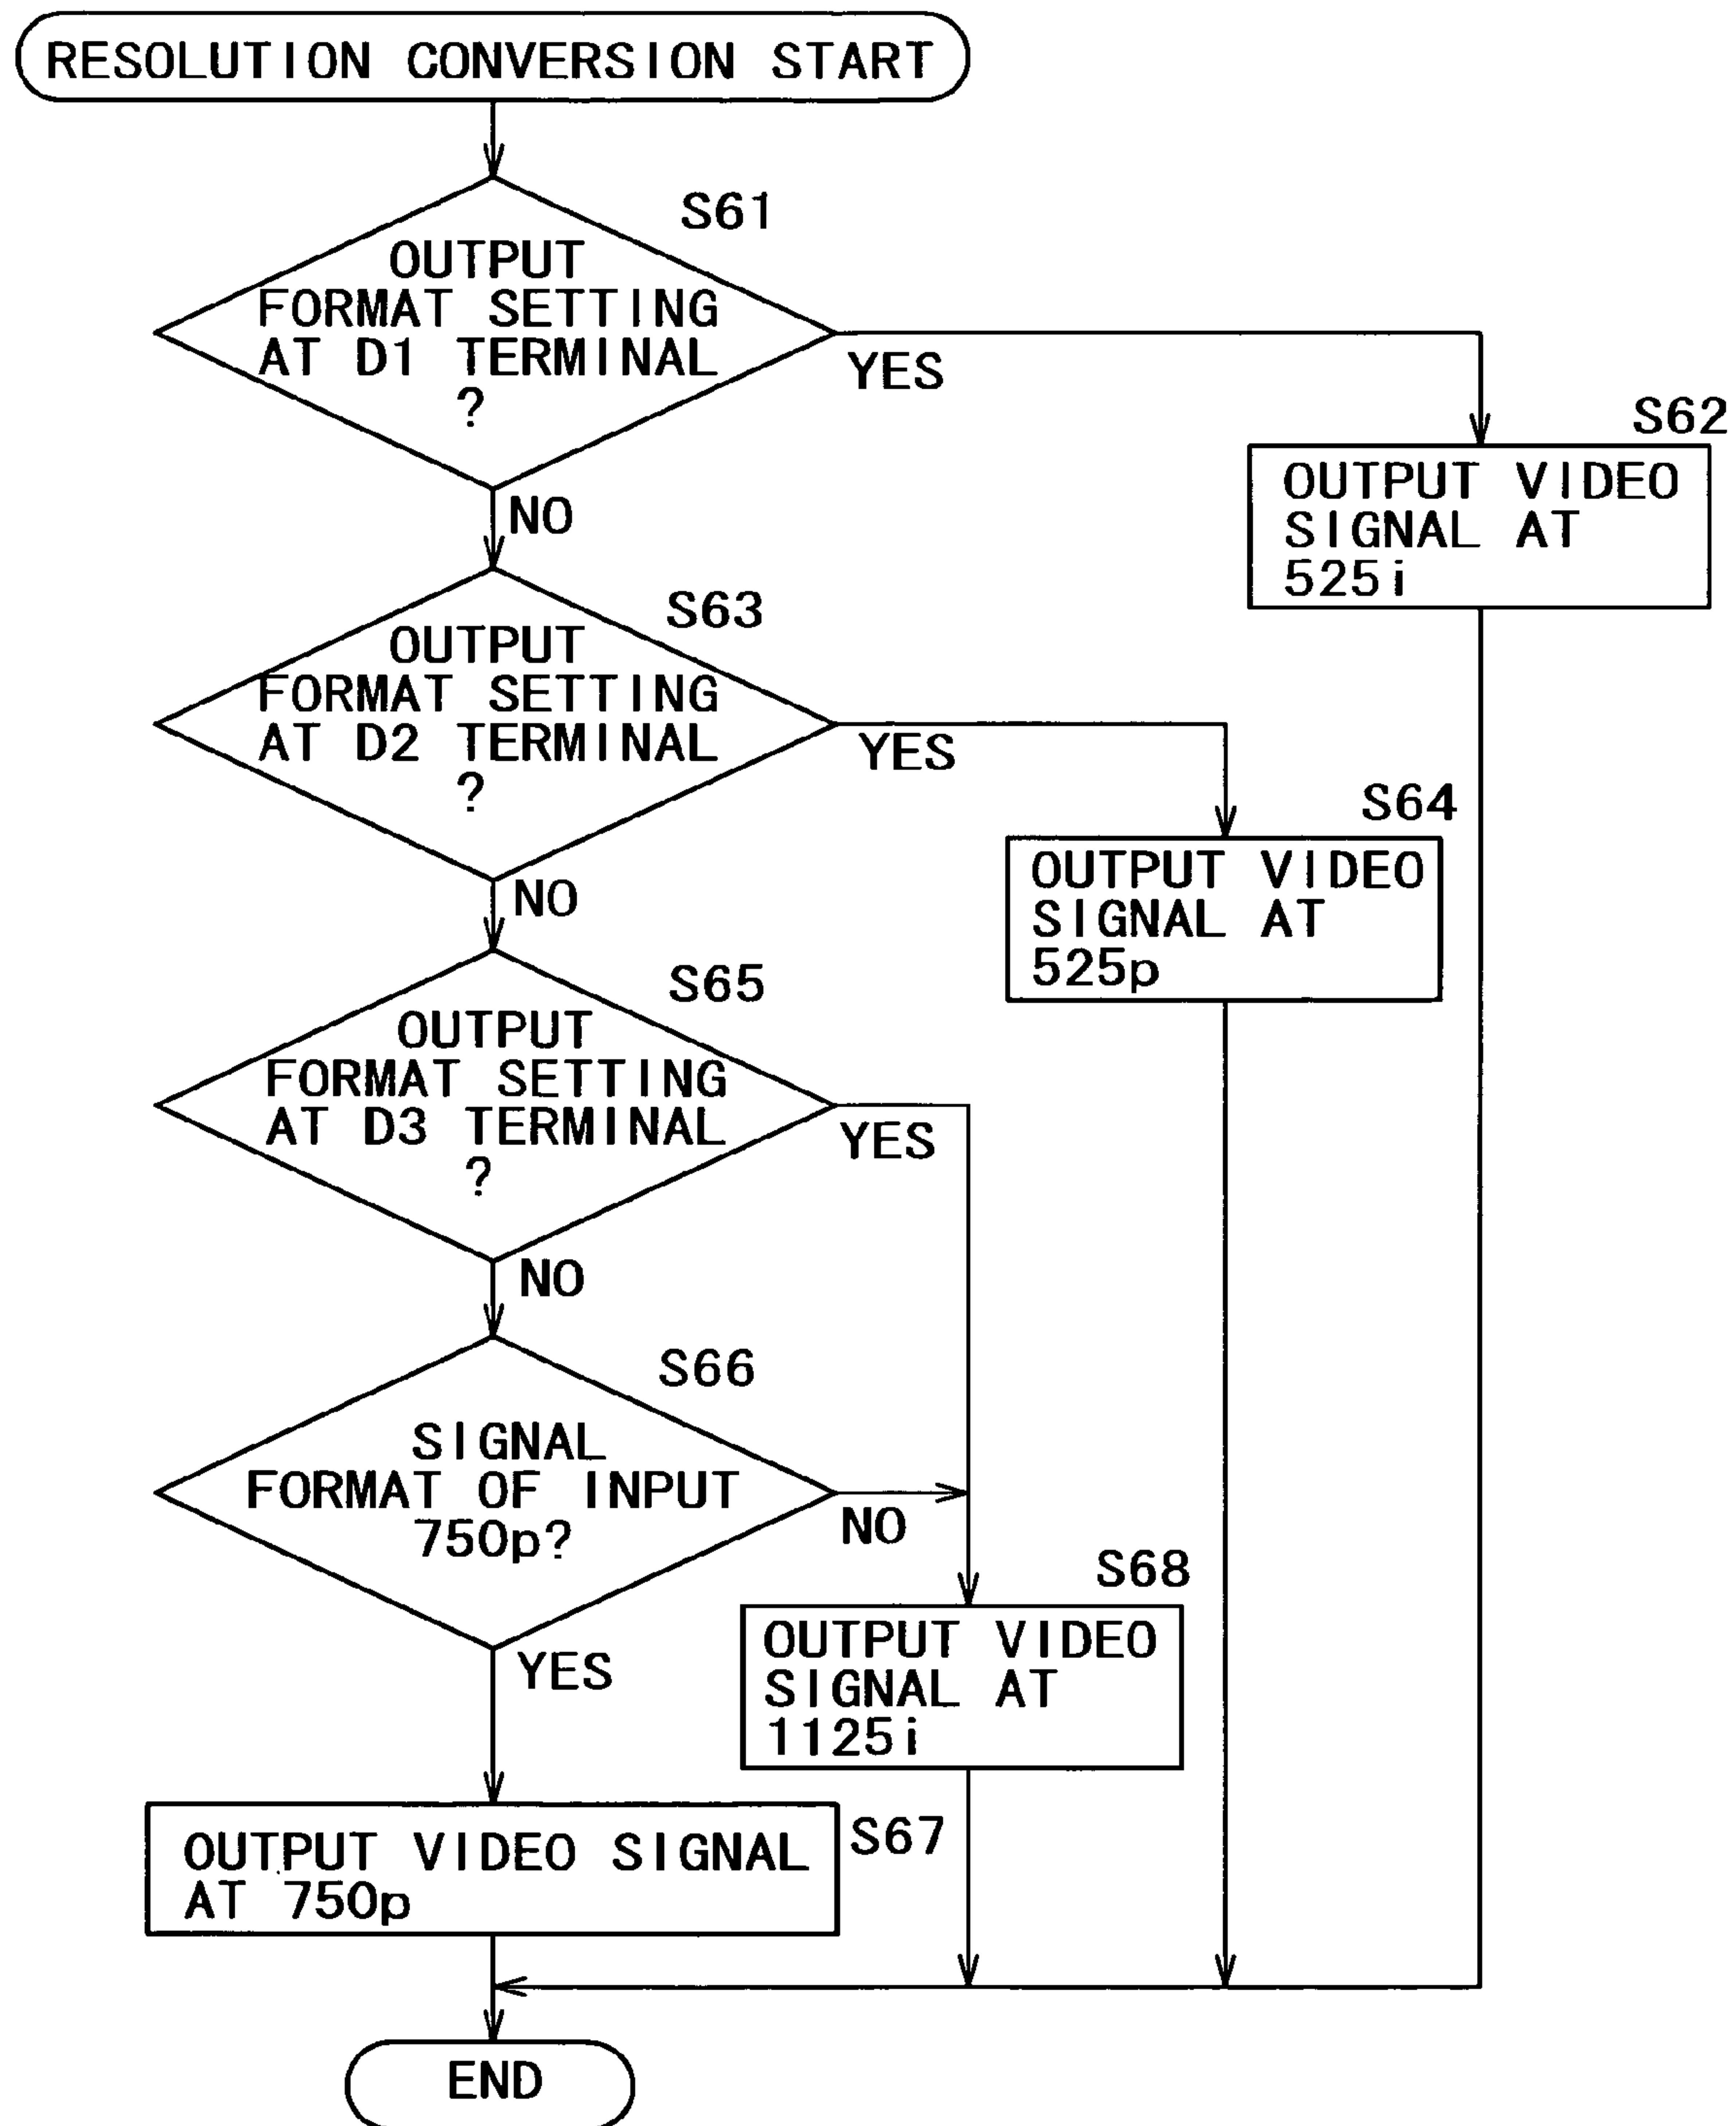 RESOLUTION CONVERSION START
S61
OUTPUT
FORMAT SETTING
AT D1 TERMINAL
?
YES
NO
S62
OUTPUT VIDEO
SIGNAL AT
525i
S63
OUTPUT
FORMAT SETTING
AT D2 TERMINAL
?
YES
NO
S64
OUTPUT VIDEO
SIGNAL AT
525p
S65
OUTPUT
FORMAT SETTING
AT D3 TERMINAL
?
YES
NO
S66
SIGNAL
FORMAT OF INPUT
750p?
NO
YES
S68
OUTPUT VIDEO
SIGNAL AT
1125i
S67
OUTPUT VIDEO SIGNAL
AT 750p
END